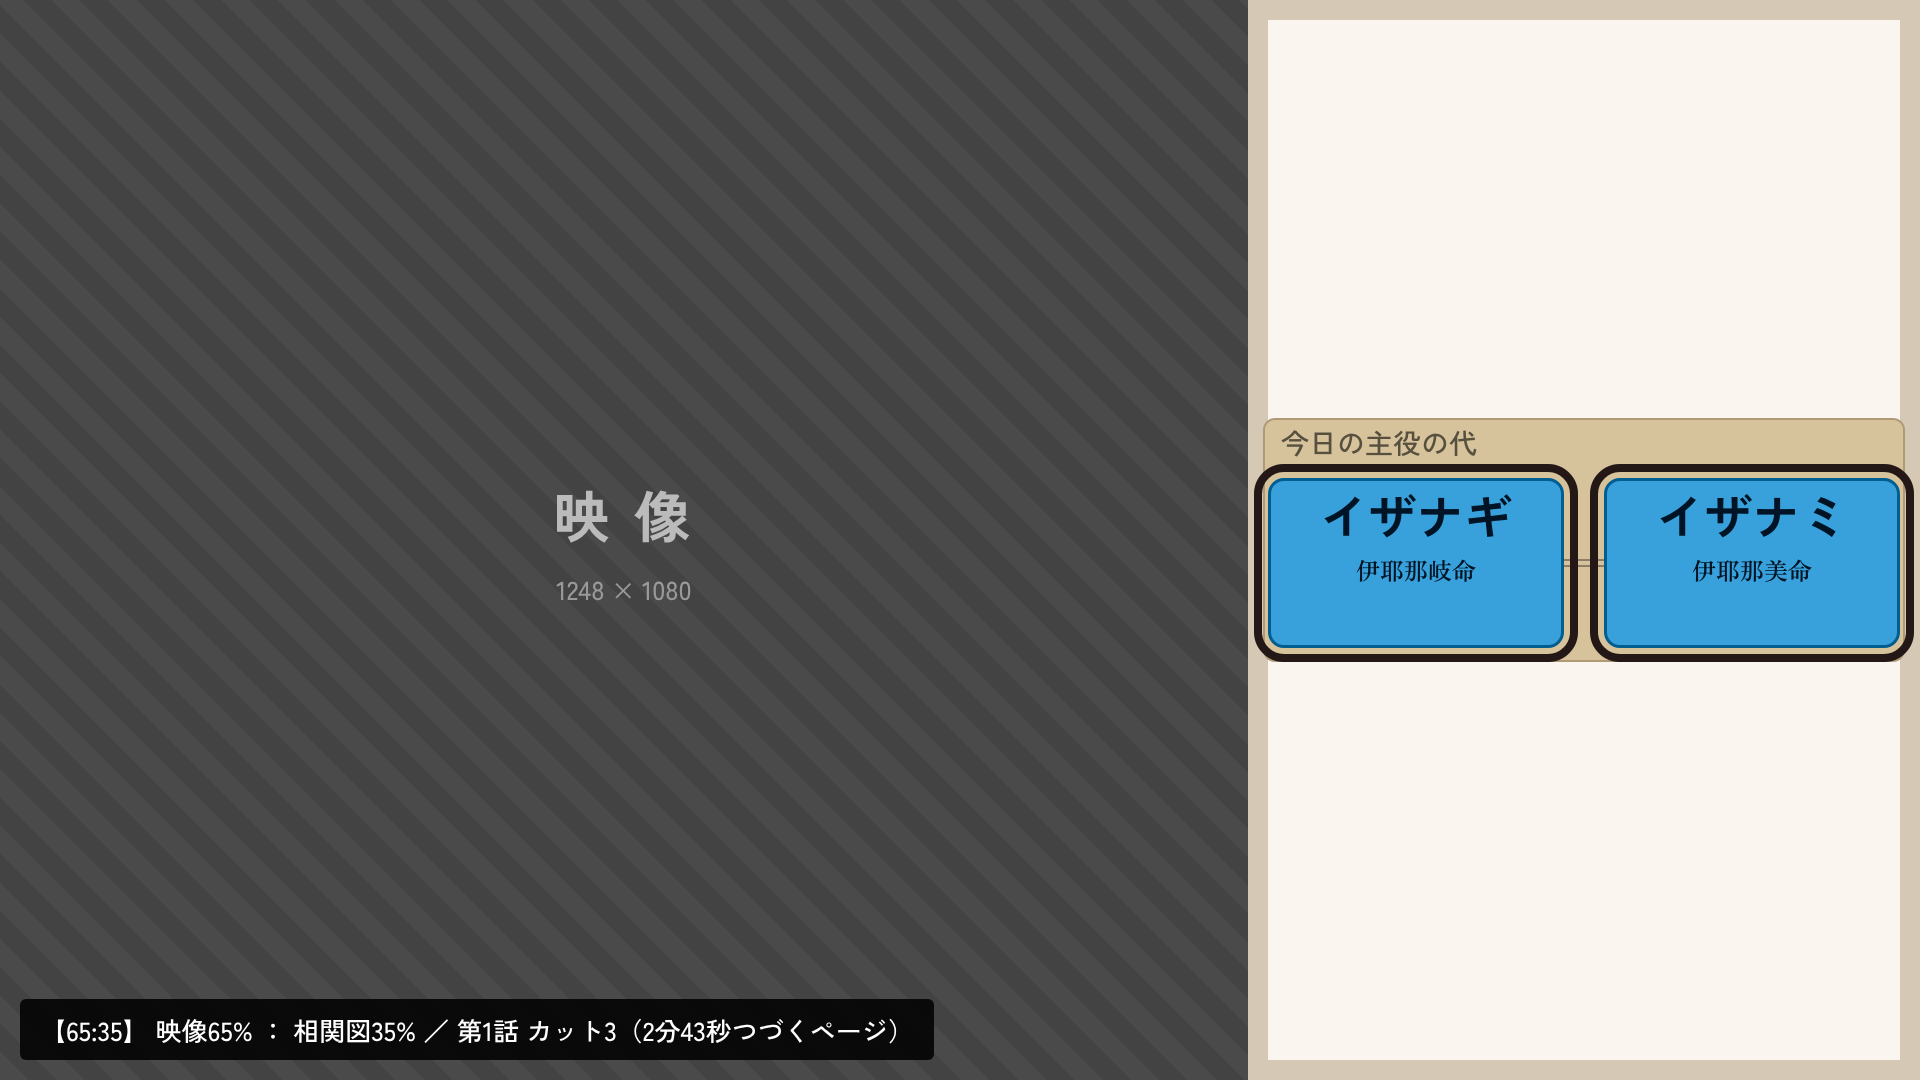 映 像
1248 × 1080
今日の主役の代
イザナギ
伊耶那岐命
イザナミ
伊耶那美命
【65:35】 映像65% ： 相関図35% ／ 第1話 カット3（2分43秒つづくページ）